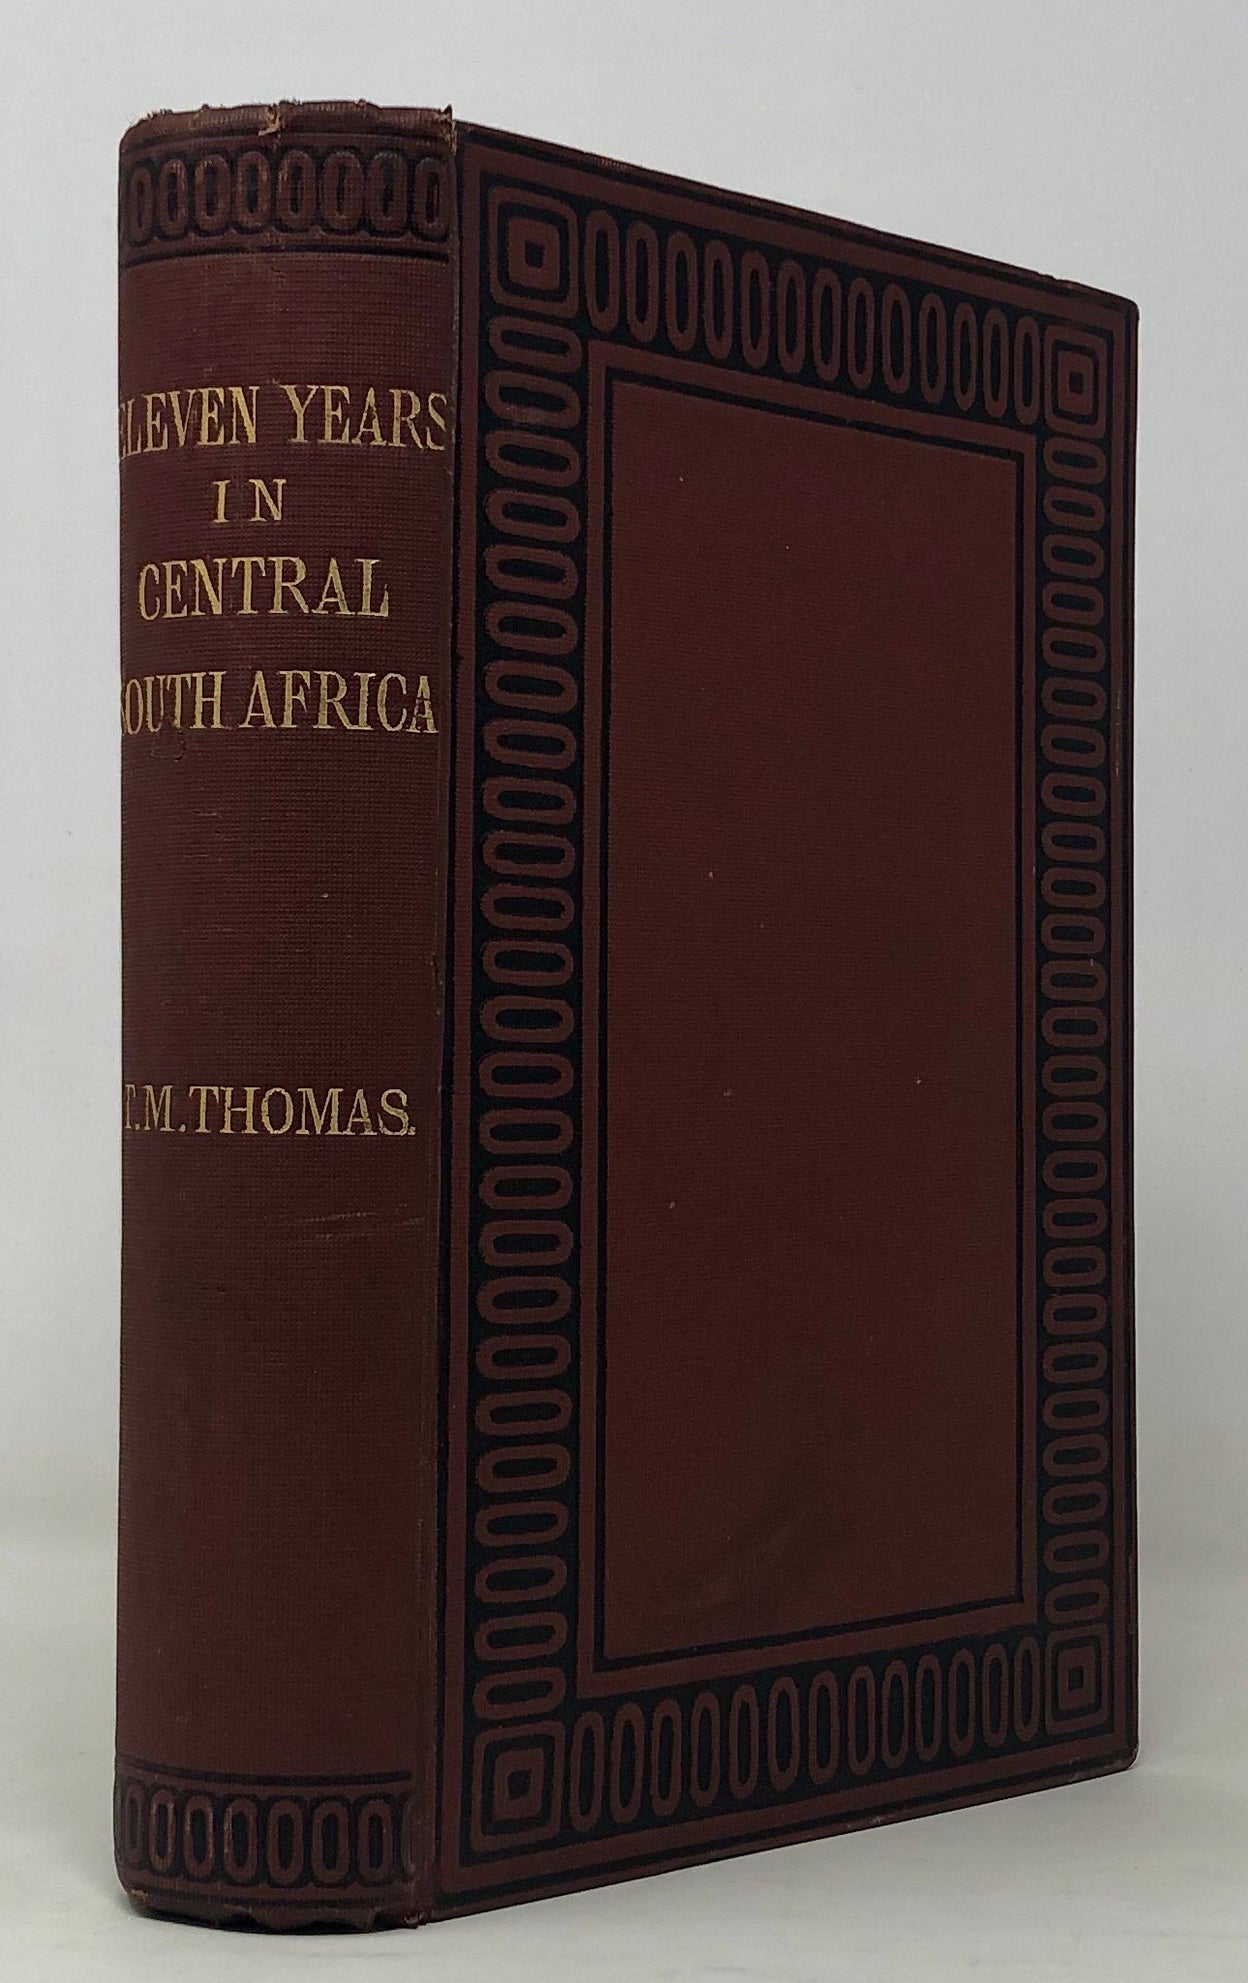 ELEVEN YEARS
IN
CENTRAL
SOUTH AFRICA
T.M.THOMAS.